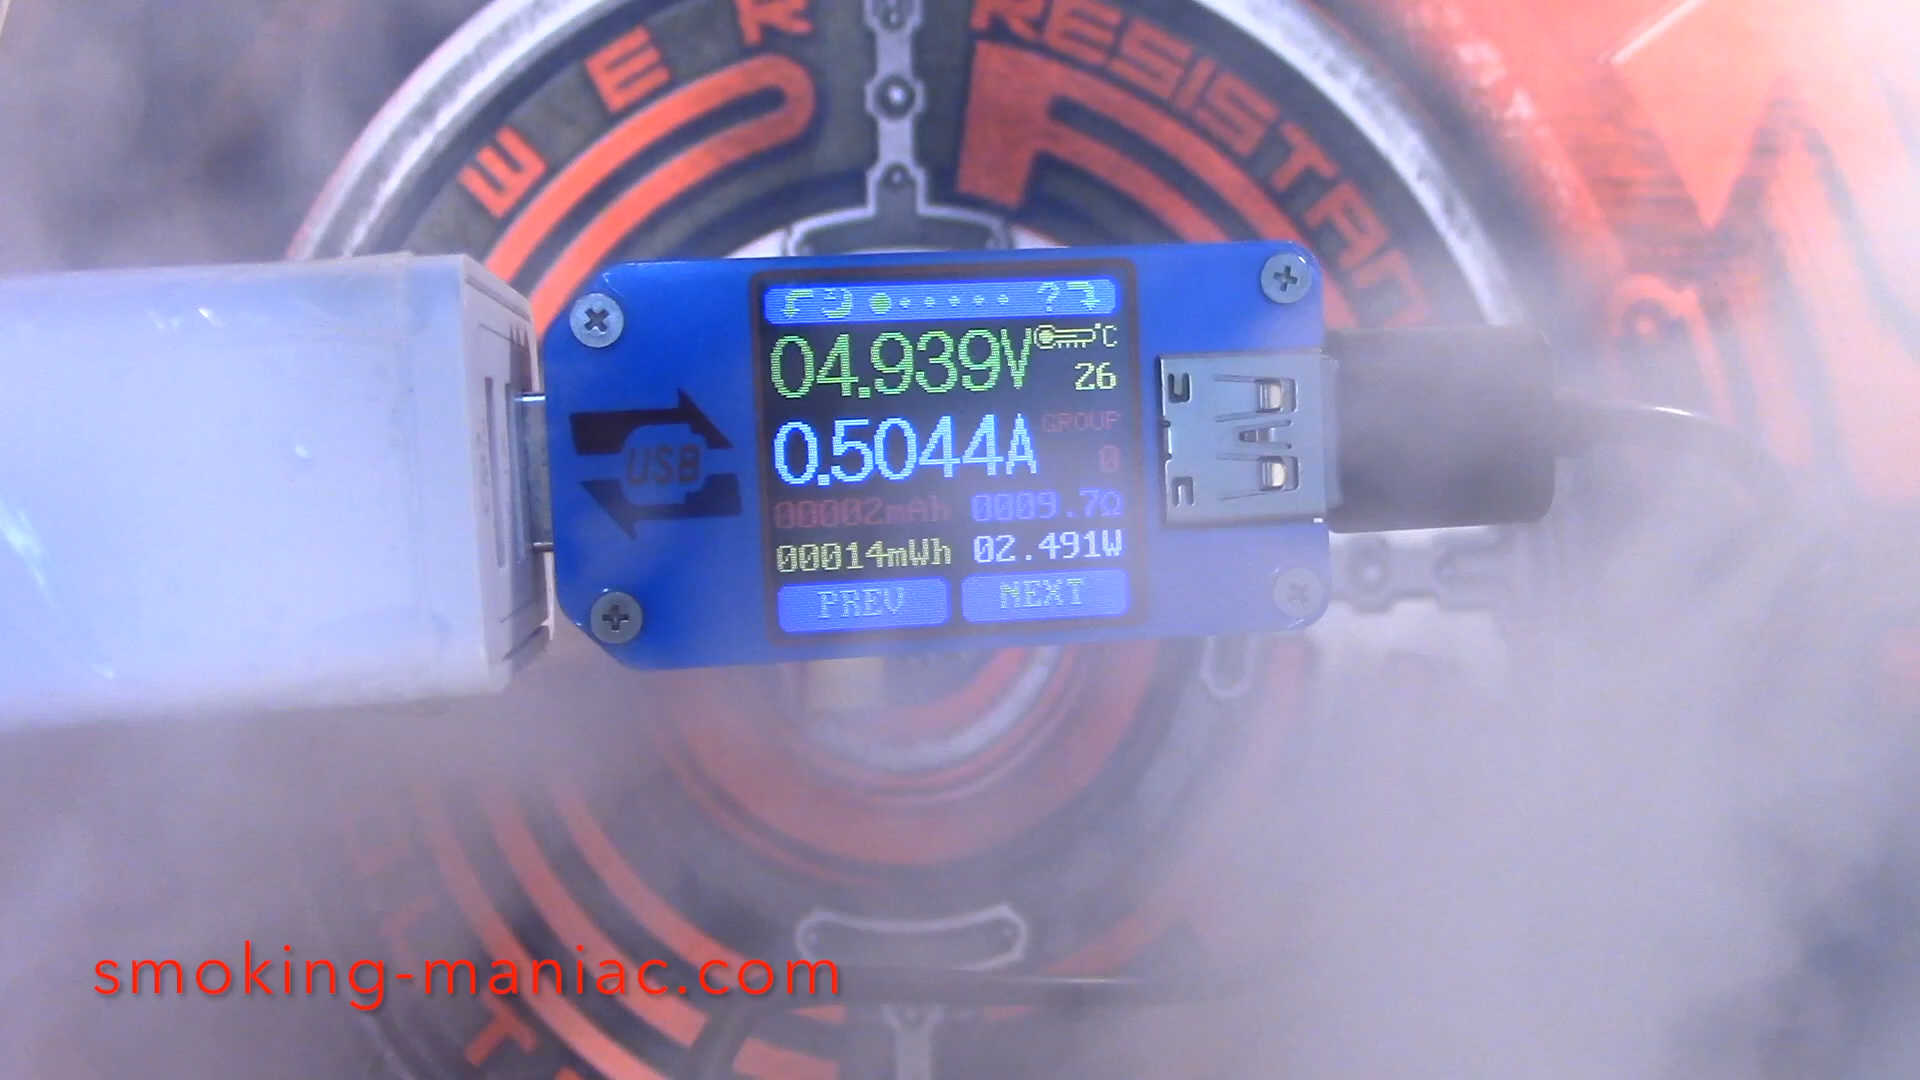 WER RESISTAN
?
04.939V °C
26
0.5044A GROUP
0
USB
00002mAh 0009.7Ω
00014mWh 02.491W
PREV NEXT
smoking-maniac.com